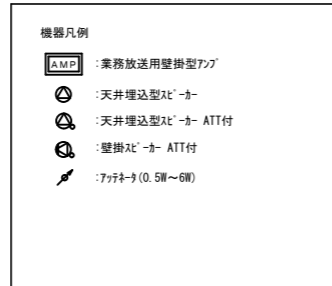 機器凡例
AMP :業務放送用壁掛型ｱﾝﾌﾟ
:天井埋込型ｽﾋﾟｰｶｰ
:天井埋込型ｽﾋﾟｰｶｰ ATT付
:壁掛ｽﾋﾟｰｶｰ ATT付
:ｱｯﾃﾈｰﾀ(0.5W～6W)